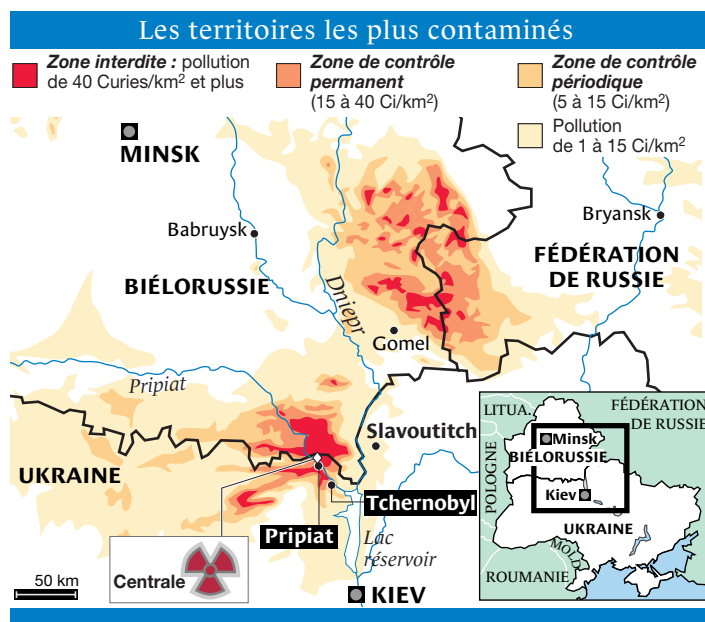 Les territoires les plus contaminés
Zone interdite : pollution
de 40 Curies/km² et plus
Zone de contrôle
permanent
(15 à 40 Ci/km²)
Zone de contrôle
périodique
(5 à 15 Ci/km²)
Pollution
de 1 à 15 Ci/km²
MINSK
Babruysk
Bryansk
BIÉLORUSSIE
FÉDÉRATION
DE RUSSIE
Dniepr
Gomel
Pripiat
Slavoutitch
UKRAINE
Tchernobyl
Pripiat
Lac
réservoir
Centrale
50 km
KIEV
LITUA.
FÉDÉRATION
DE RUSSIE
Minsk
BIÉLORUSSIE
POLOGNE
Kiev
UKRAINE
MOLD.
ROUMANIE